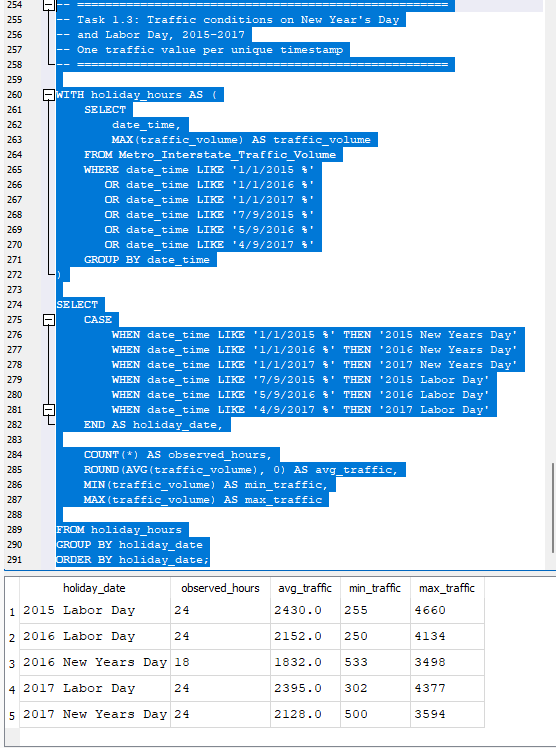 254 -- =====================================================
255 -- Task 1.3: Traffic conditions on New Year's Day
256 -- and Labor Day, 2015-2017
257 -- One traffic value per unique timestamp
258 -- =====================================================
259
260 WITH holiday_hours AS (
261 SELECT
262 date_time,
263 MAX(traffic_volume) AS traffic_volume
264 FROM Metro_Interstate_Traffic_Volume
265 WHERE date_time LIKE '1/1/2015 %'
266 OR date_time LIKE '1/1/2016 %'
267 OR date_time LIKE '1/1/2017 %'
268 OR date_time LIKE '7/9/2015 %'
269 OR date_time LIKE '5/9/2016 %'
270 OR date_time LIKE '4/9/2017 %'
271 GROUP BY date_time
272 )
273
274 SELECT
275 CASE
276 WHEN date_time LIKE '1/1/2015 %' THEN '2015 New Years Day'
277 WHEN date_time LIKE '1/1/2016 %' THEN '2016 New Years Day'
278 WHEN date_time LIKE '1/1/2017 %' THEN '2017 New Years Day'
279 WHEN date_time LIKE '7/9/2015 %' THEN '2015 Labor Day'
280 WHEN date_time LIKE '5/9/2016 %' THEN '2016 Labor Day'
281 WHEN date_time LIKE '4/9/2017 %' THEN '2017 Labor Day'
282 END AS holiday_date,
283
284 COUNT(*) AS observed_hours,
285 ROUND(AVG(traffic_volume), 0) AS avg_traffic,
286 MIN(traffic_volume) AS min_traffic,
287 MAX(traffic_volume) AS max_traffic
288
289 FROM holiday_hours
290 GROUP BY holiday_date
291 ORDER BY holiday_date;
holiday_date observed_hours avg_traffic min_traffic max_traffic
1 2015 Labor Day 24 2430.0 255 4660
2 2016 Labor Day 24 2152.0 250 4134
3 2016 New Years Day 18 1832.0 533 3498
4 2017 Labor Day 24 2395.0 302 4377
5 2017 New Years Day 24 2128.0 500 3594